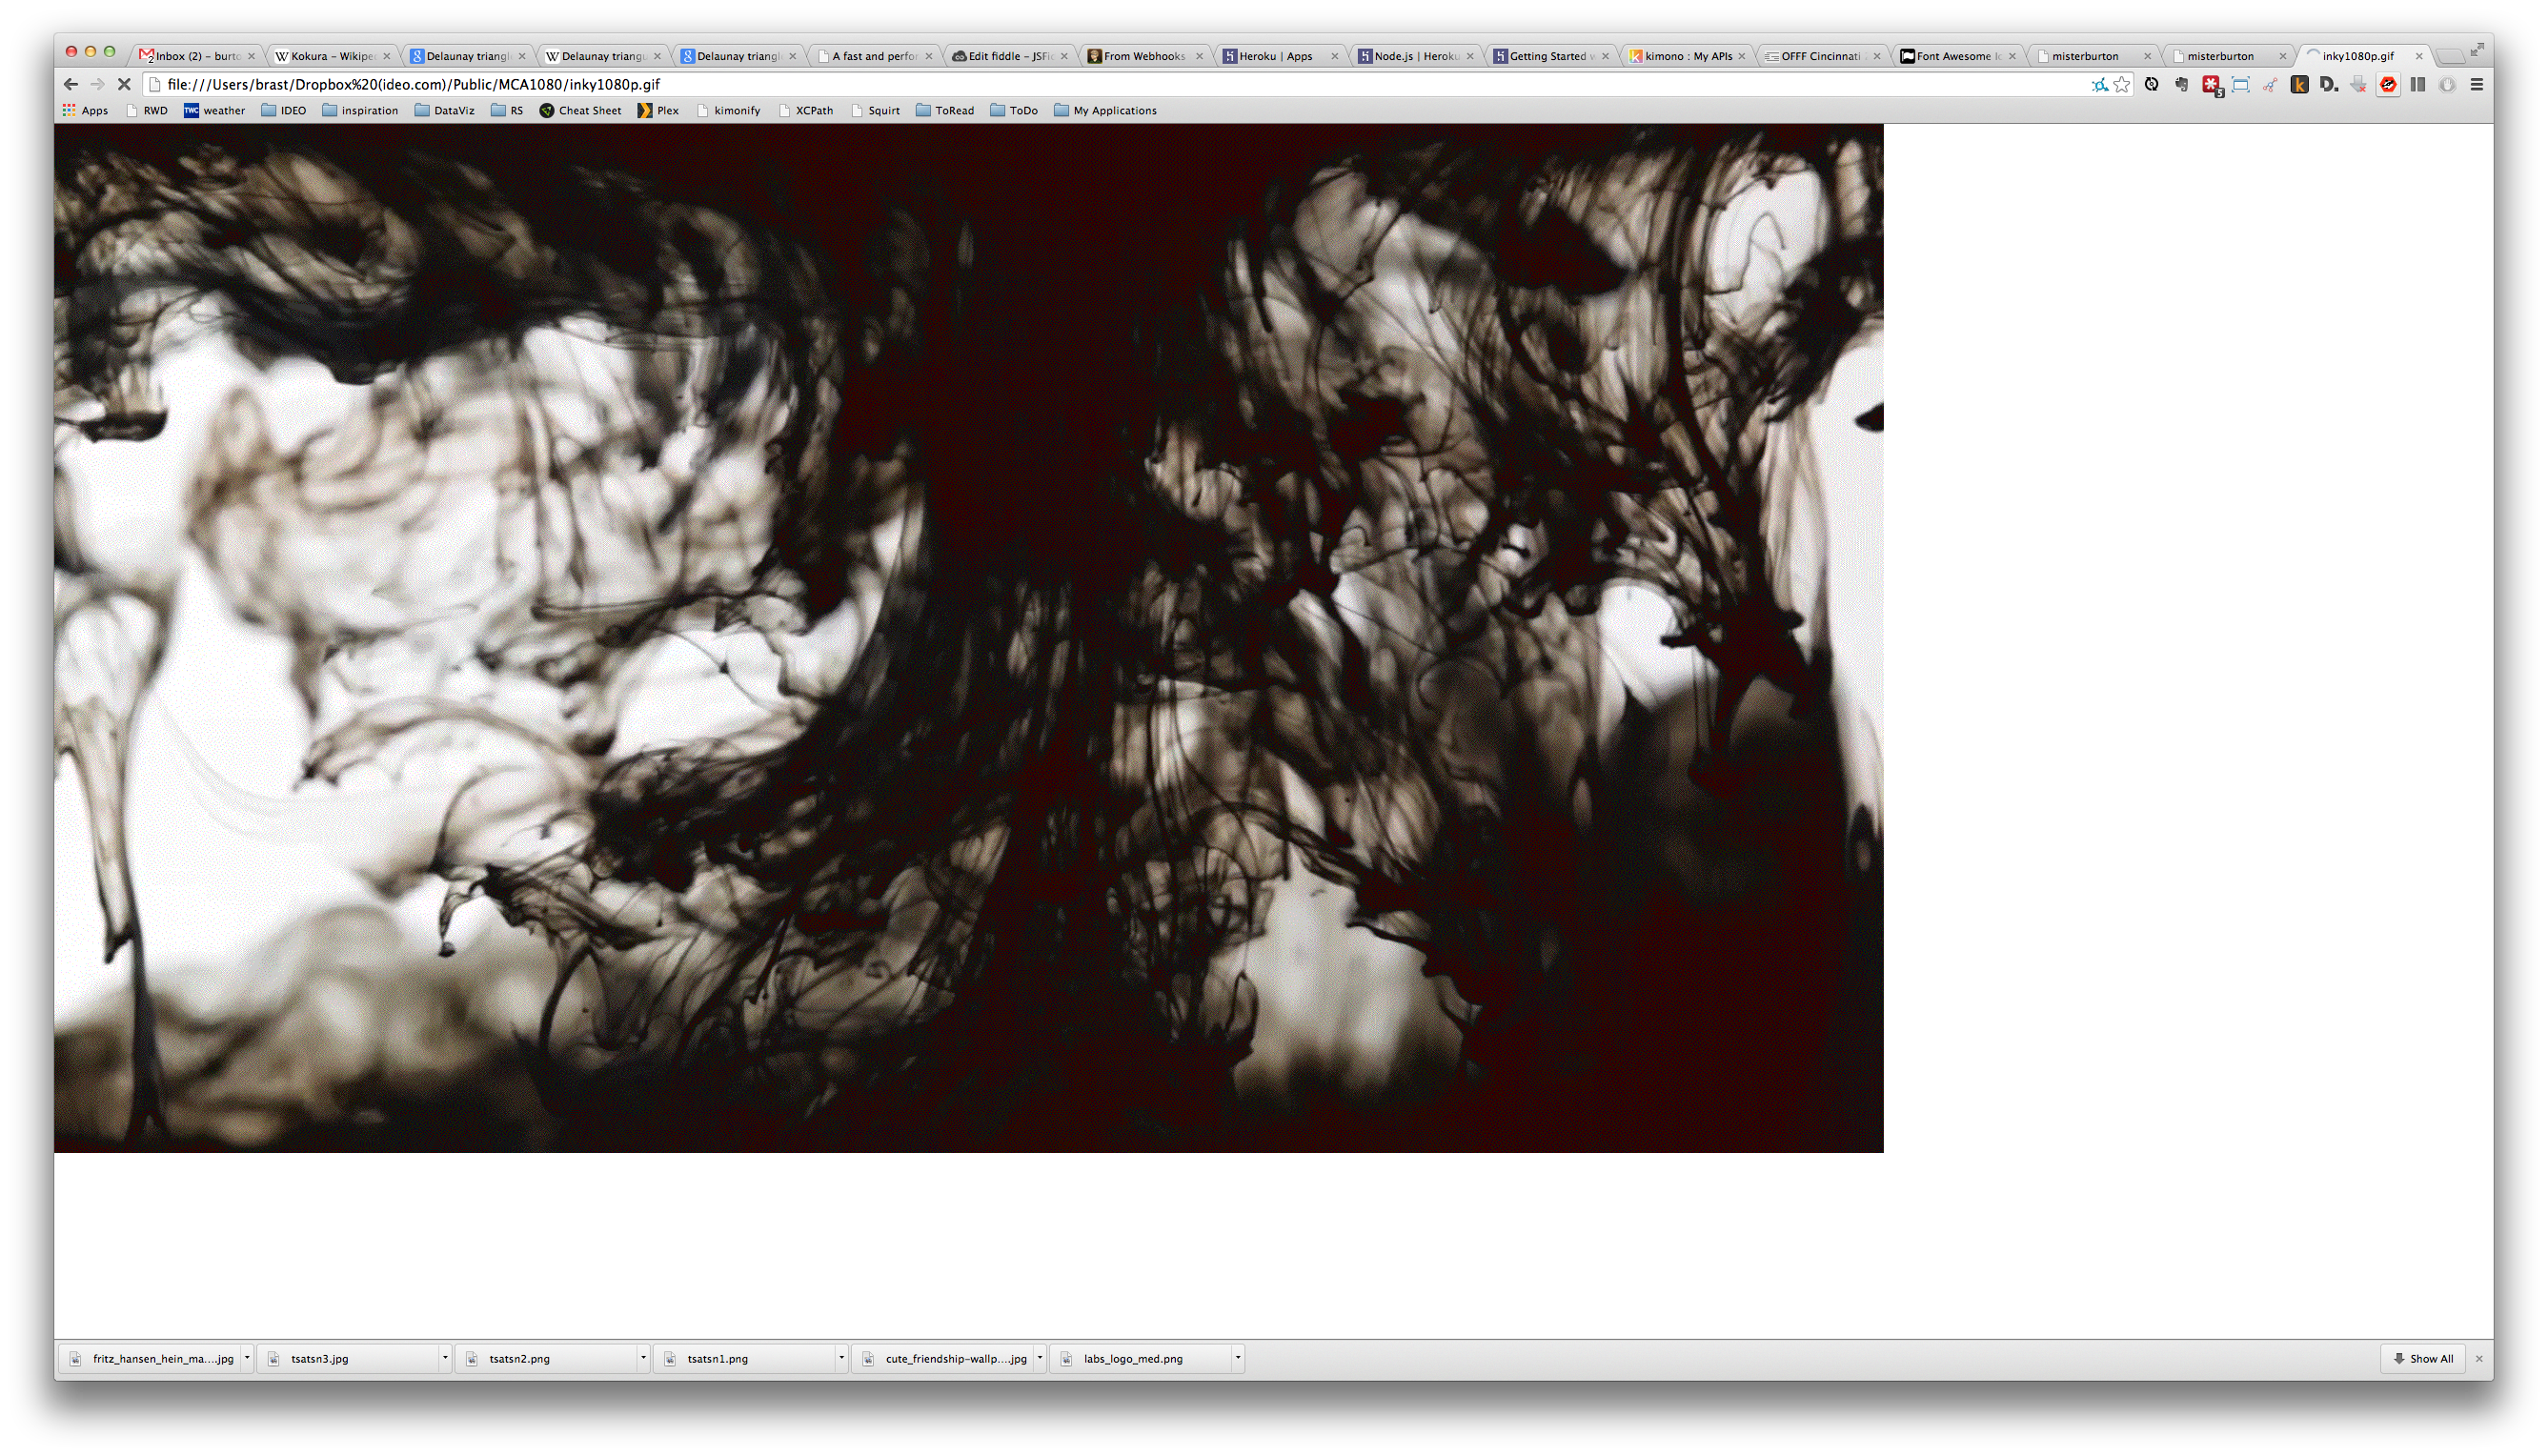 2 Inbox (2) – burto Kokura – Wikipe Delaunay triangl Delaunay triangu Delaunay triangl A fast and perfor Edit fiddle – JSFi From Webhooks Heroku | Apps Node.js | Heroku Getting Started w kimono : My APIs OFFF Cincinnati Font Awesome Ic misterburton misterburton inky1080p.gif
file:///Users/brast/Dropbox%20(ideo.com)/Public/MCA1080/inky1080p.gif 5 k D.
Apps RWD TWC weather IDEO inspiration DataViz RS Cheat Sheet Plex kimonify XCPath Squirt ToRead ToDo My Applications
fritz_hansen_hein_ma....jpg tsatsn3.jpg tsatsn2.png tsatsn1.png cute_friendship-wallp....jpg labs_logo_med.png Show All